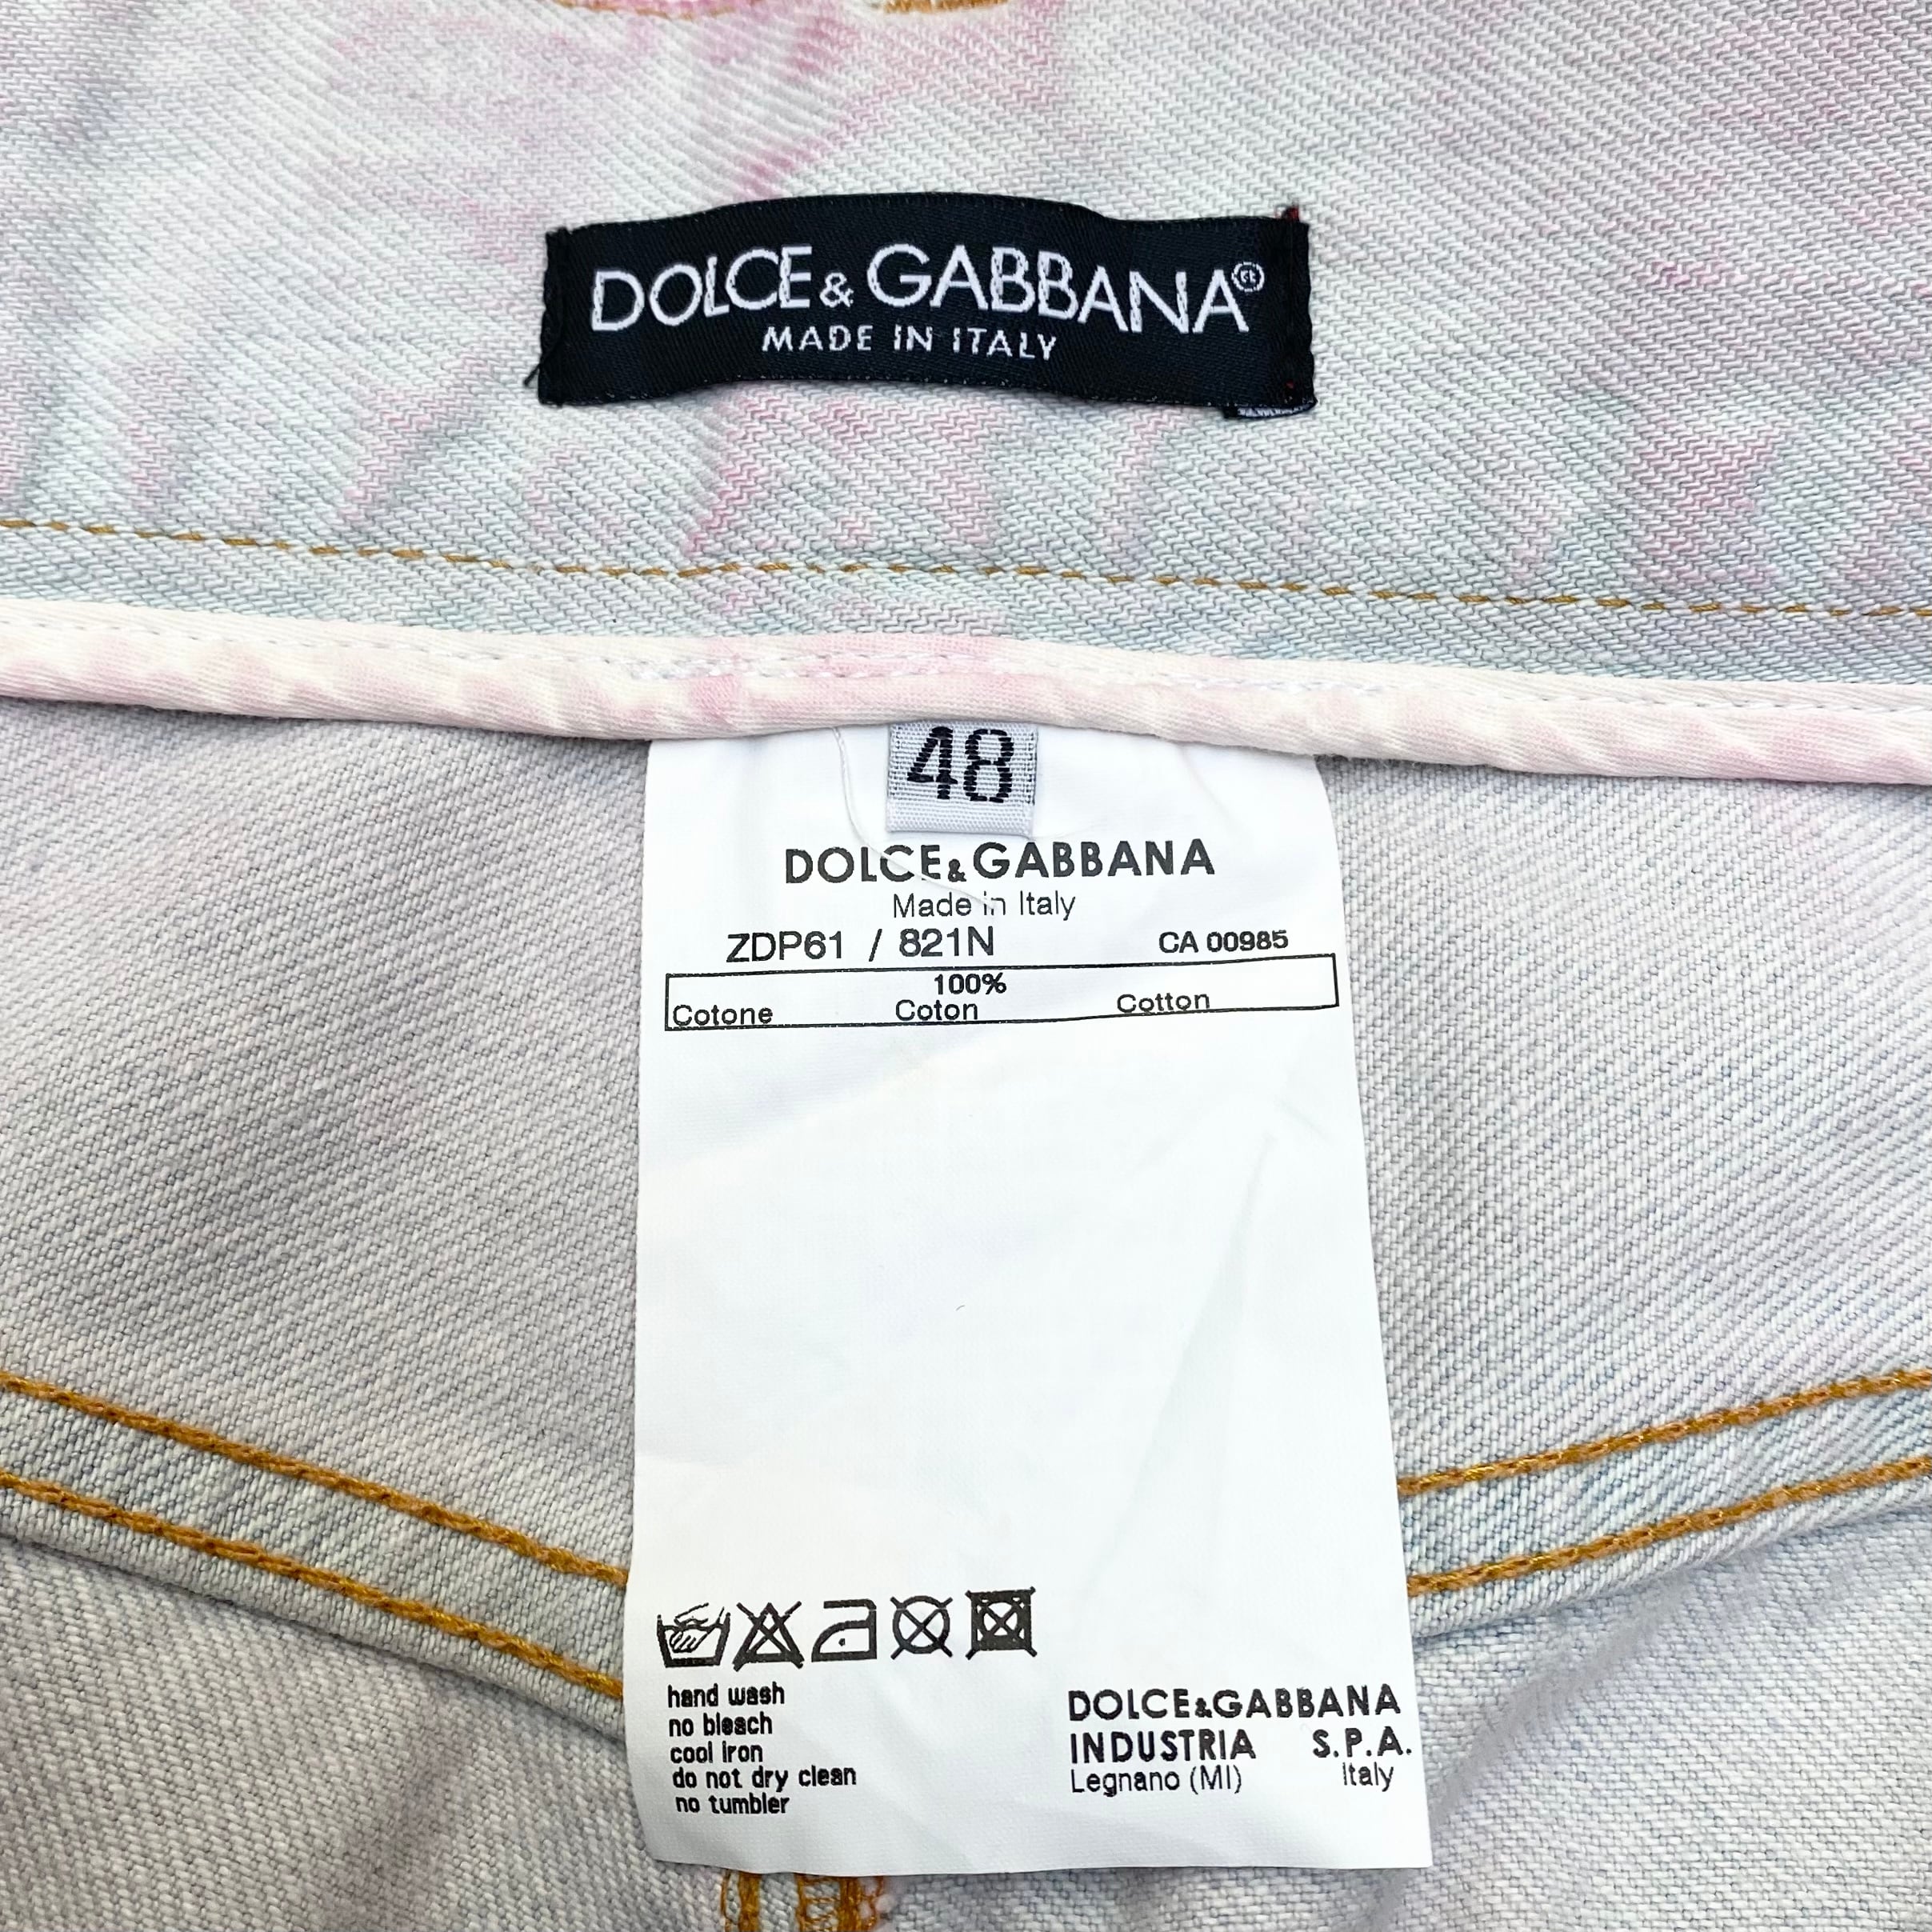 DOLCE & GABBANA®
MADE IN ITALY
48
DOLCE & GABBANA
Made in Italy
ZDP61 / 821N CA 00985
100%
Cotone Coton Cotton
hand wash
no bleach
cool iron
do not dry clean
no tumbler
DOLCE & GABBANA
INDUSTRIA S.P.A.
Legnano (MI) Italy